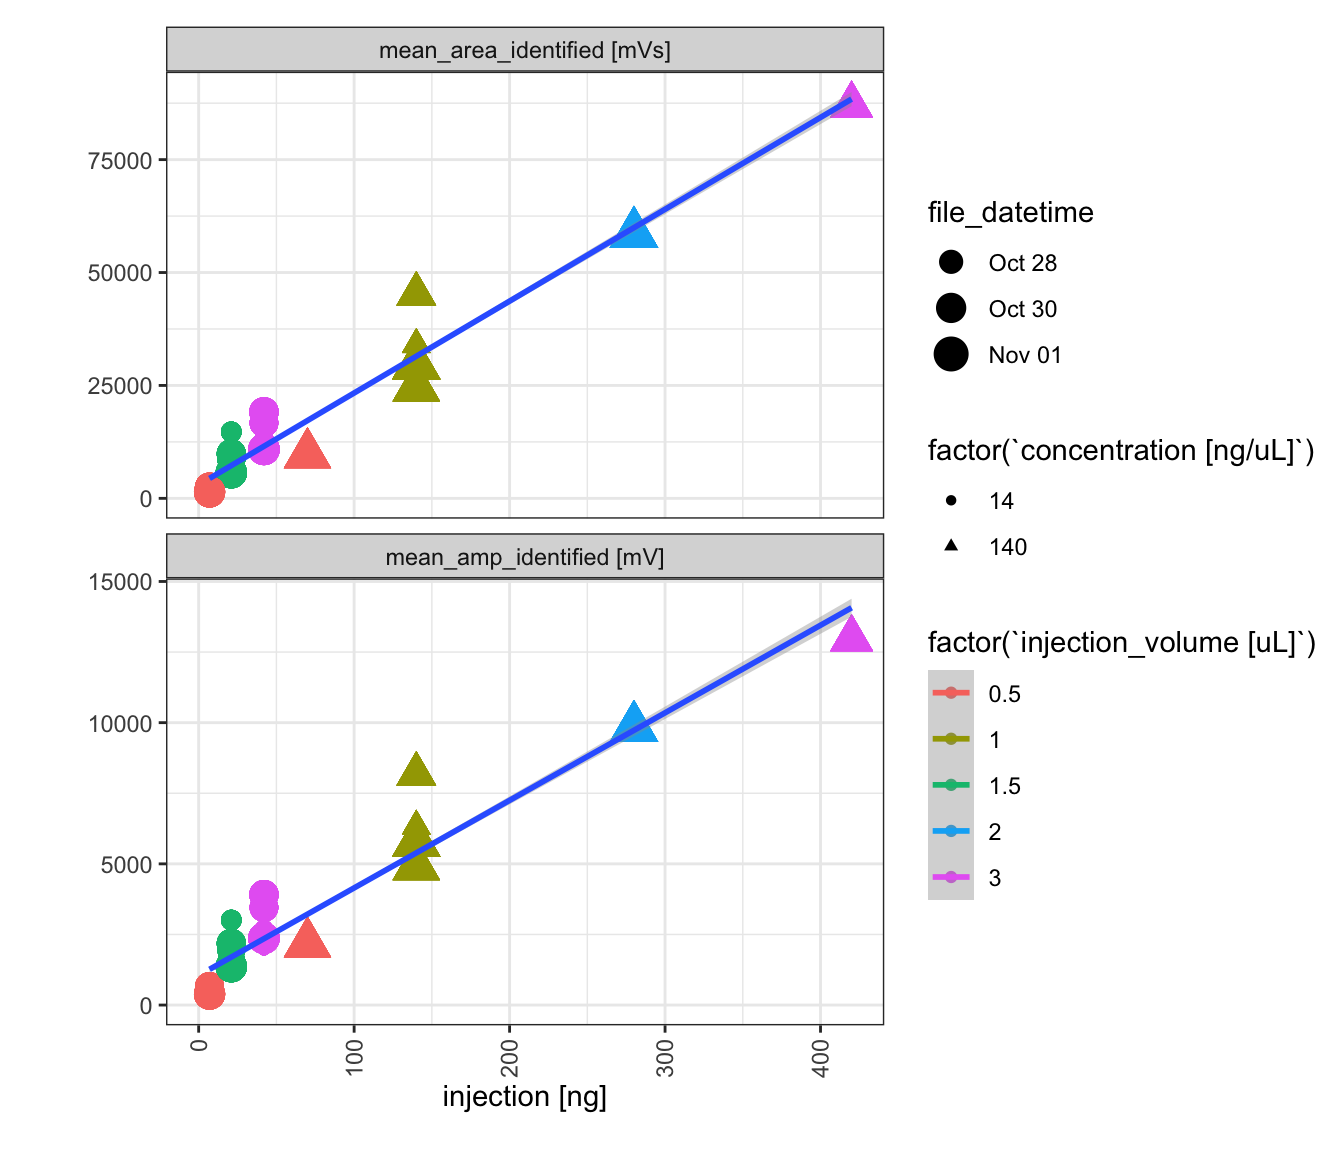 mean_area_identified [mVs]
75000
50000
25000
0
mean_amp_identified [mV]
15000
10000
5000
0
0
100
200
300
400
injection [ng]
file_datetime
Oct 28
Oct 30
Nov 01
factor(`concentration [ng/uL]`)
14
140
factor(`injection_volume [uL]`)
0.5
1
1.5
2
3